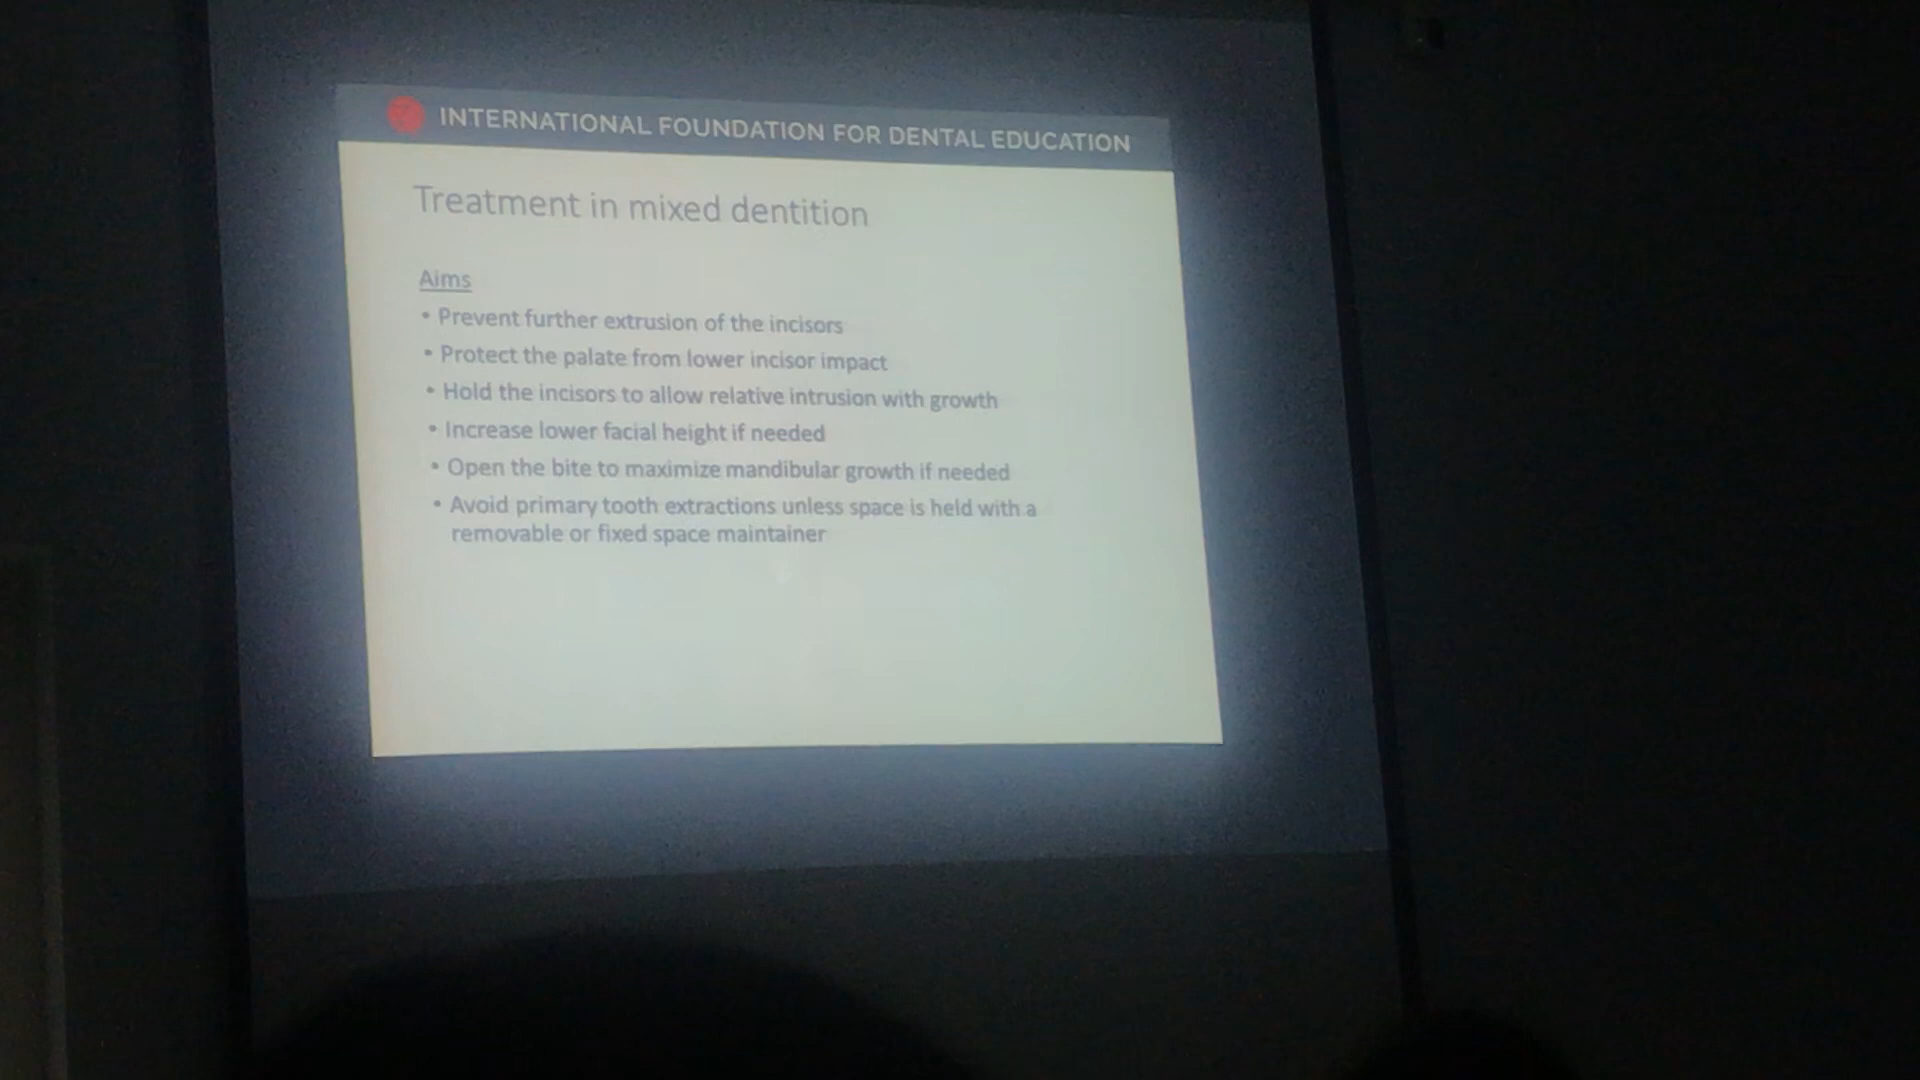 INTERNATIONAL FOUNDATION FOR DENTAL EDUCATION
Treatment in mixed dentition
Aims
• Prevent further extrusion of the incisors
• Protect the palate from lower incisor impact
• Hold the incisors to allow relative intrusion with growth
• Increase lower facial height if needed
• Open the bite to maximize mandibular growth if needed
• Avoid primary tooth extractions unless space is held with a
removable or fixed space maintainer